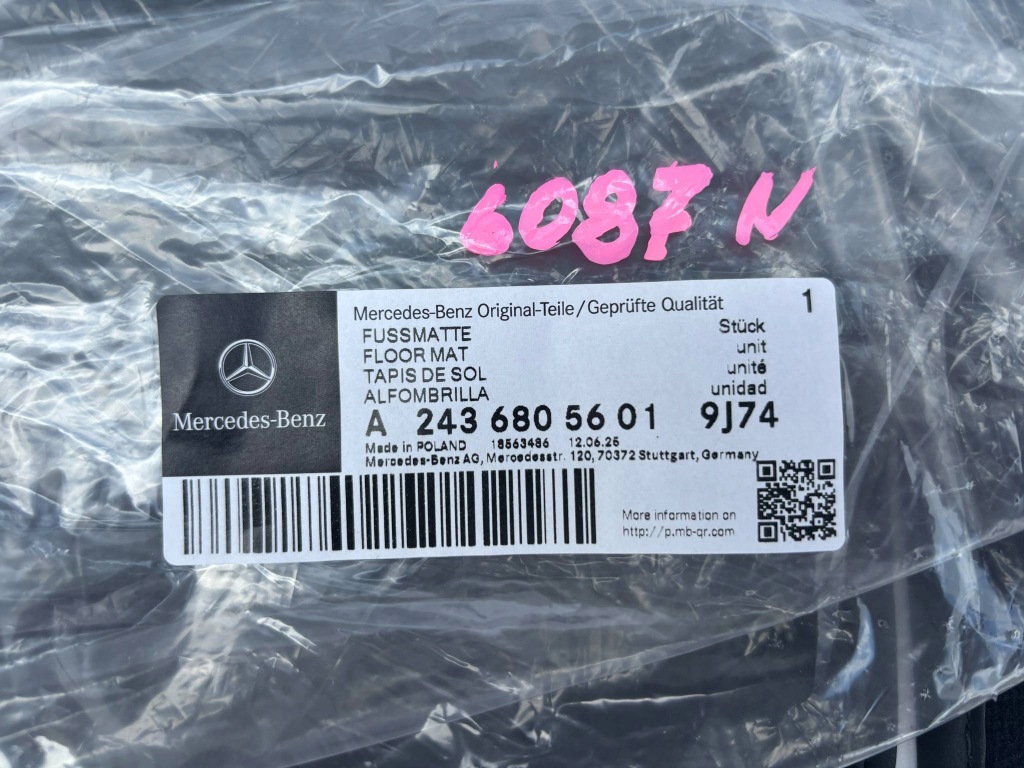 6087 N
Mercedes-Benz
Mercedes-Benz Original-Teile/Geprüfte Qualität 1
FUSSMATTE Stück
FLOOR MAT unit
TAPIS DE SOL unité
ALFOMBRILLA unidad
A 243 680 56 01 9J74
Made in POLAND 18563486 12.06.25
Mercedes-Benz AG, Mercedesstr. 120, 70372 Stuttgart, Germany
More information on
http://p.mb-qr.com